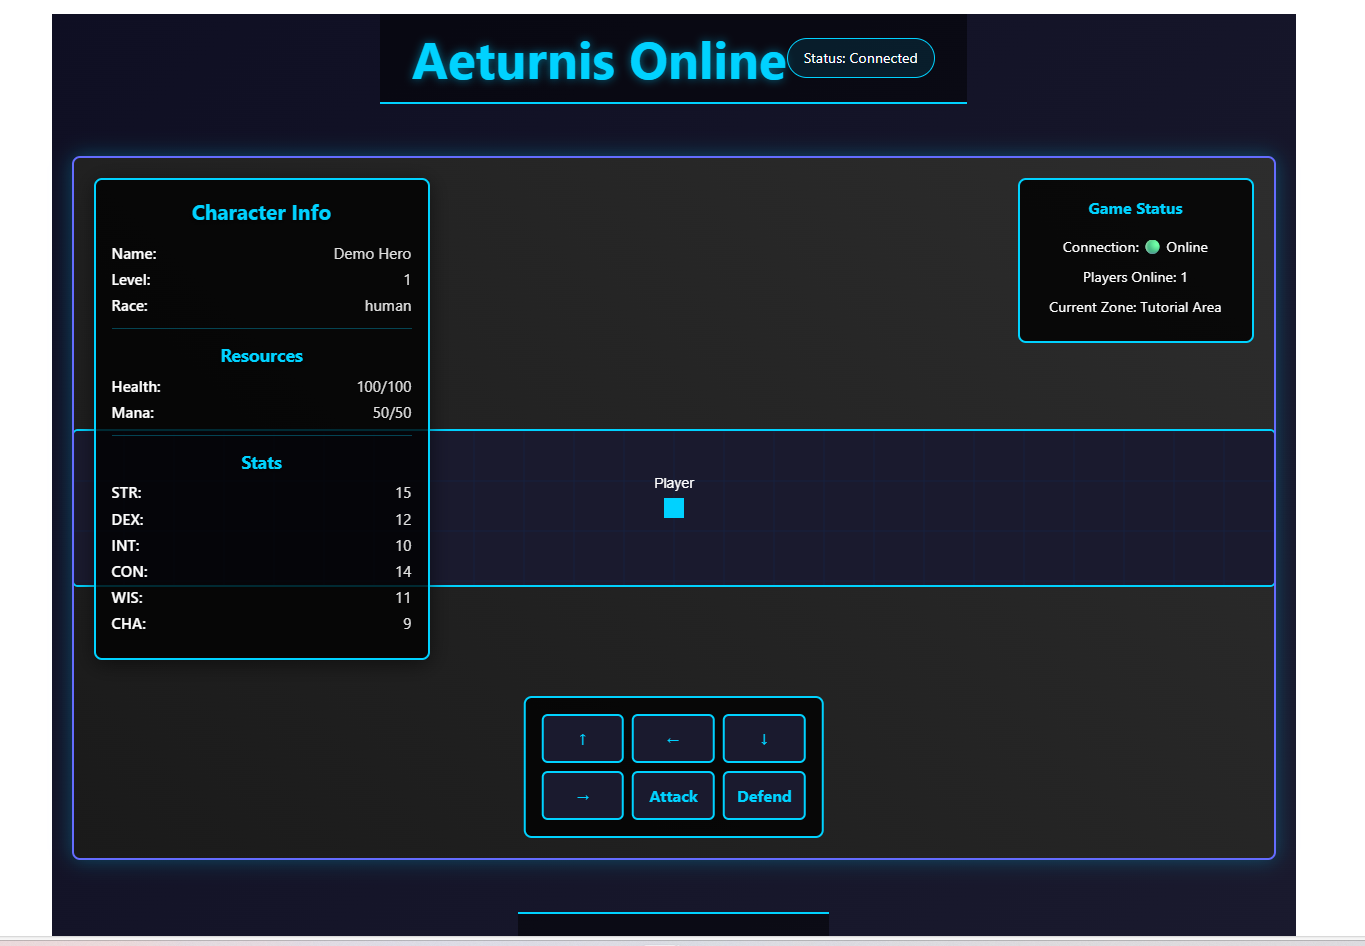 Aeturnis Online
Status: Connected
Character Info
Name: Demo Hero
Level: 1
Race: human
Resources
Health: 100/100
Mana: 50/50
Stats
STR: 15
DEX: 12
INT: 10
CON: 14
WIS: 11
CHA: 9
Game Status
Connection: 🟢 Online
Players Online: 1
Current Zone: Tutorial Area
Player
↑ ← ↓
→ Attack Defend